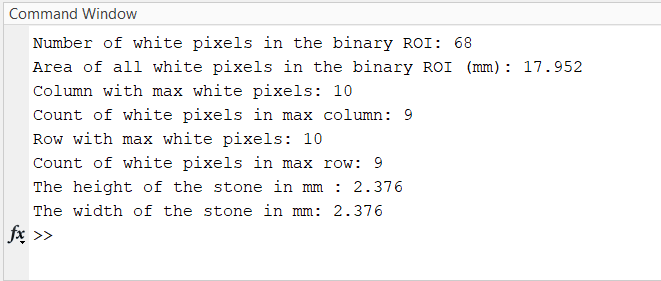 Command Window
Number of white pixels in the binary ROI: 68
Area of all white pixels in the binary ROI (mm): 17.952
Column with max white pixels: 10
Count of white pixels in max column: 9
Row with max white pixels: 10
Count of white pixels in max row: 9
The height of the stone in mm : 2.376
The width of the stone in mm: 2.376
fx >>